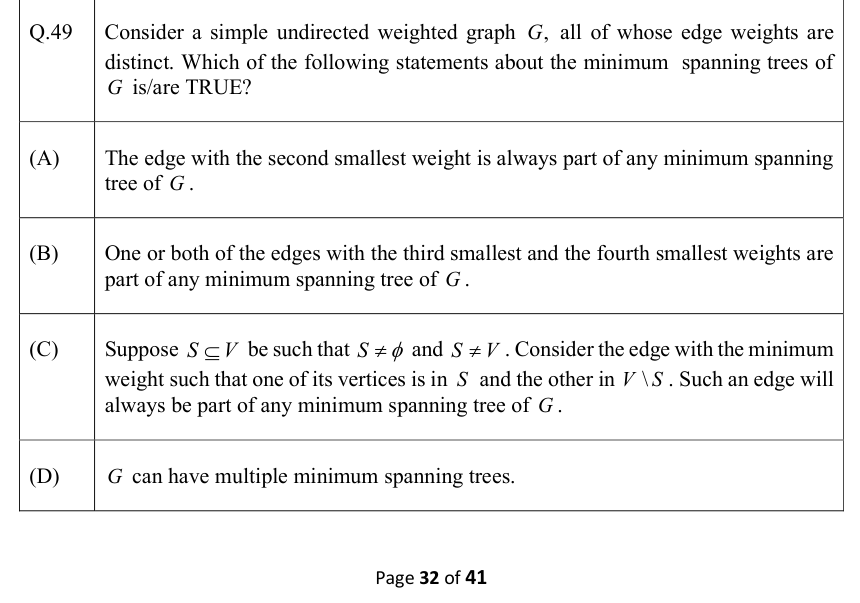 Q.49 Consider a simple undirected weighted graph G, all of whose edge weights are
distinct. Which of the following statements about the minimum spanning trees of
G is/are TRUE?
(A) The edge with the second smallest weight is always part of any minimum spanning
tree of G.
(B) One or both of the edges with the third smallest and the fourth smallest weights are
part of any minimum spanning tree of G.
(C) Suppose S ⊆ V be such that S ≠ ϕ and S ≠ V. Consider the edge with the minimum
weight such that one of its vertices is in S and the other in V \ S. Such an edge will
always be part of any minimum spanning tree of G.
(D) G can have multiple minimum spanning trees.
Page 32 of 41